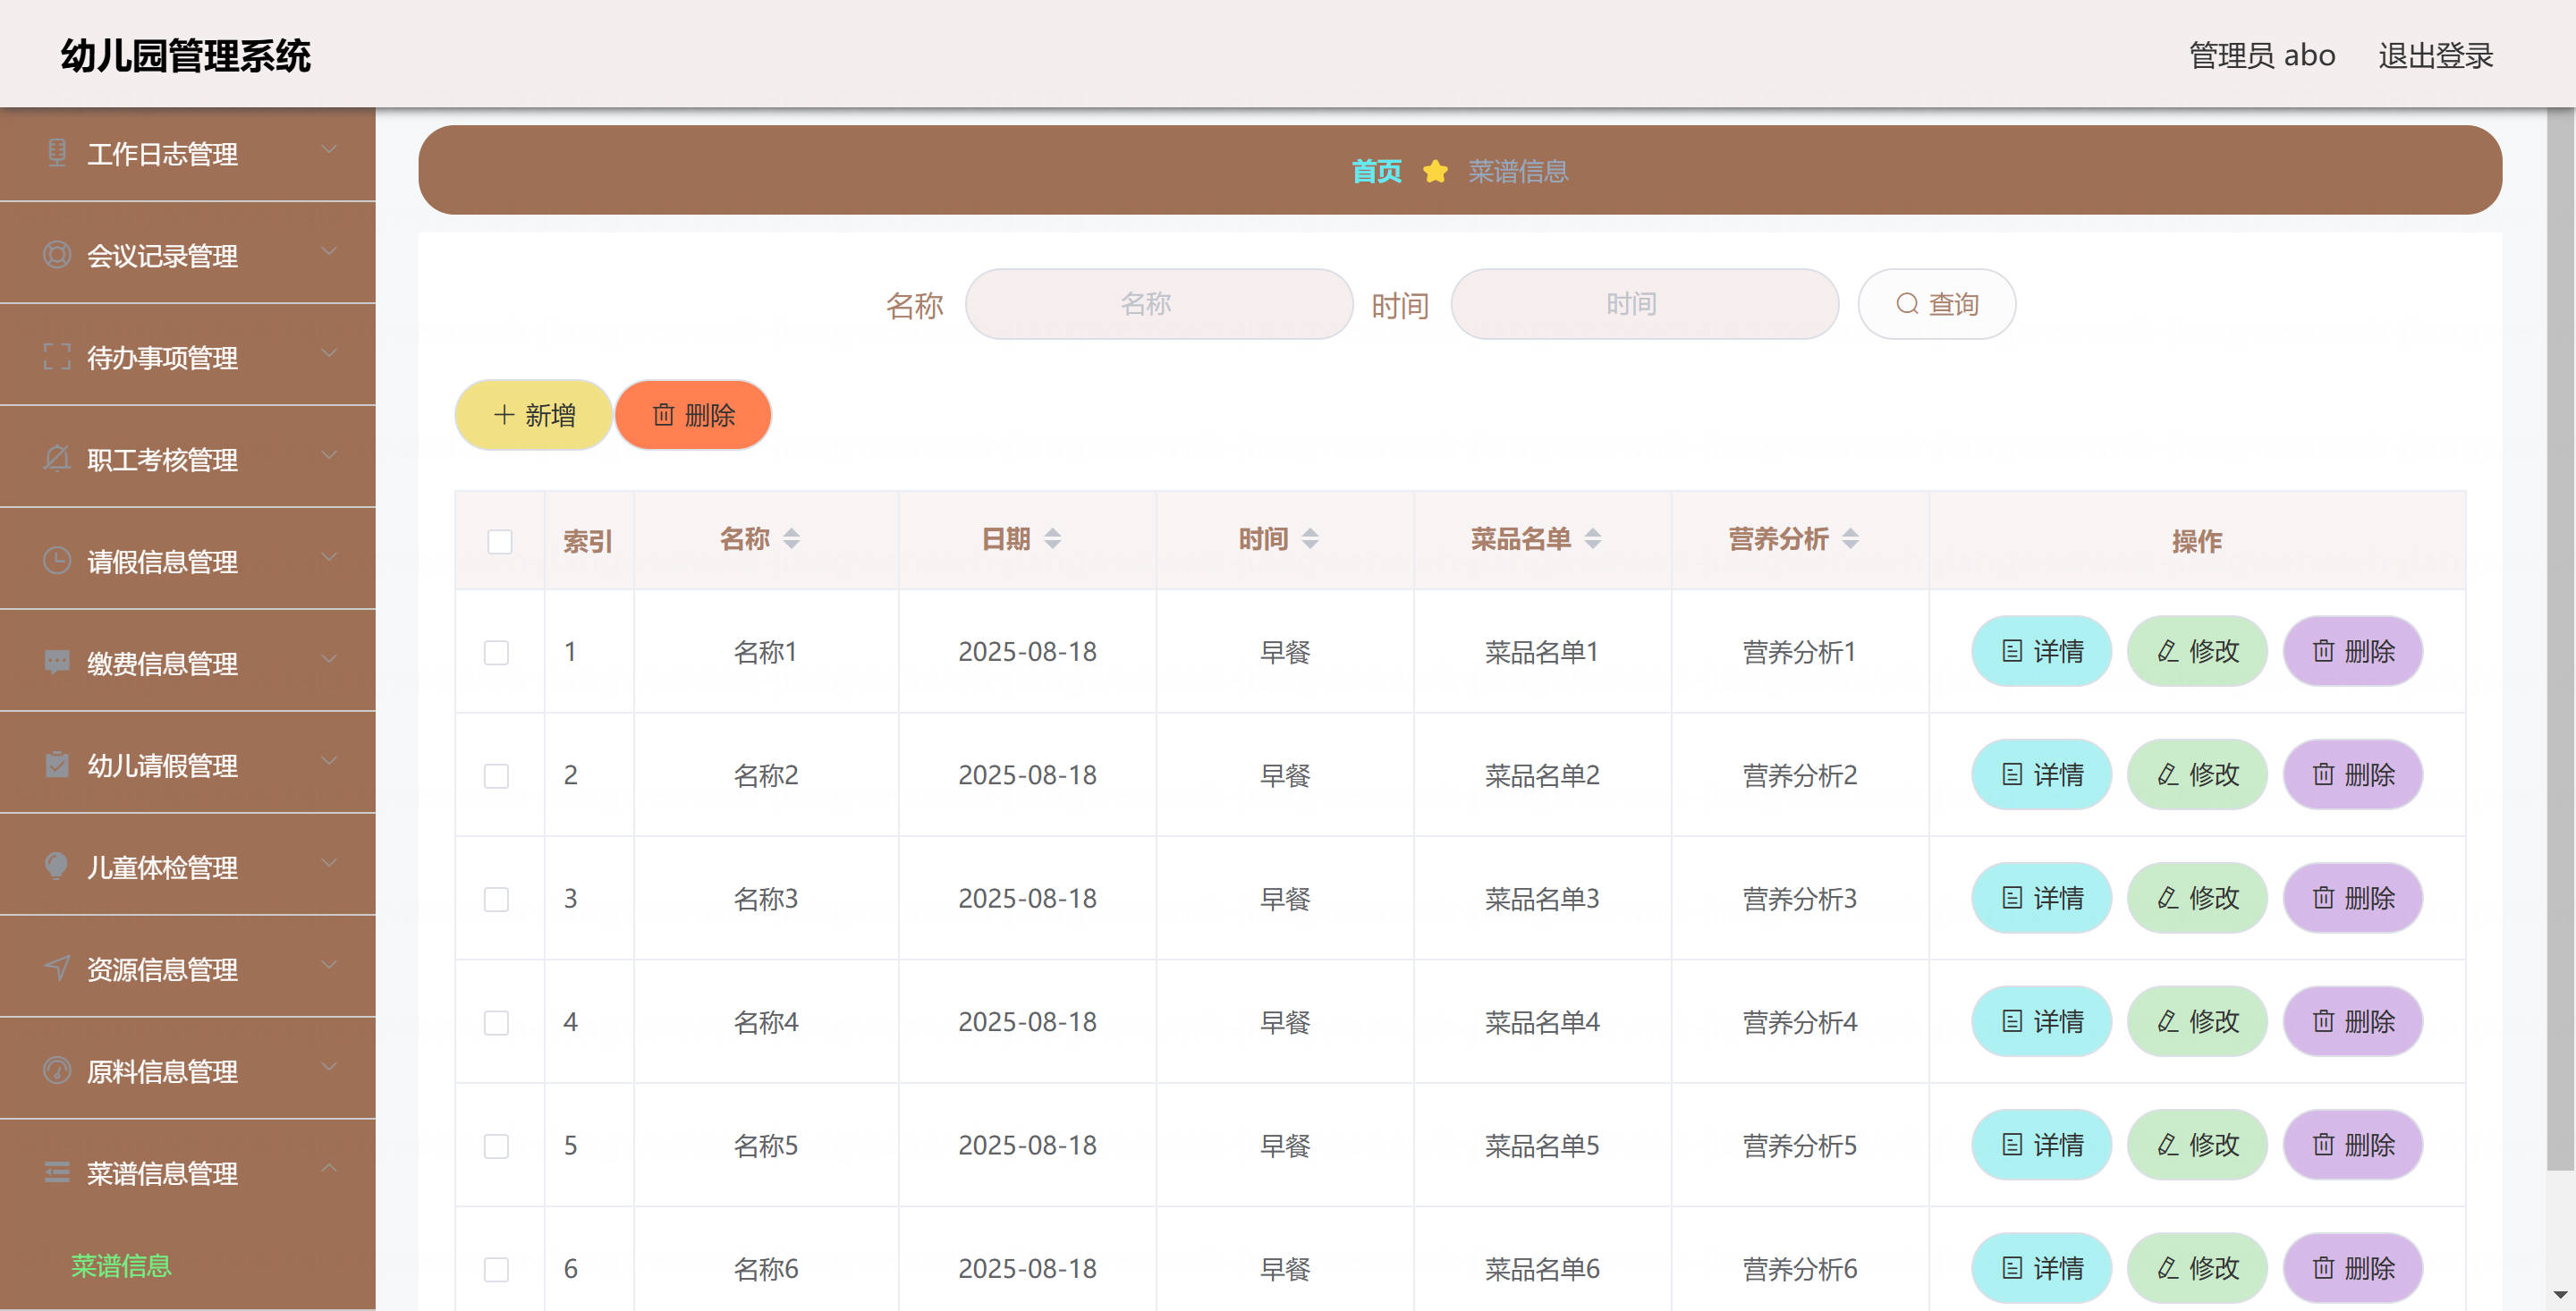 幼儿园管理系统
管理员 abo 退出登录
工作日志管理
会议记录管理
待办事项管理
职工考核管理
请假信息管理
缴费信息管理
幼儿请假管理
儿童体检管理
资源信息管理
原料信息管理
菜谱信息管理
菜谱信息
首页 菜谱信息
名称 名称 时间 时间 查询
新增 删除
索引 名称 日期 时间 菜品名单 营养分析 操作
1 名称1 2025-08-18 早餐 菜品名单1 营养分析1 详情 修改 删除
2 名称2 2025-08-18 早餐 菜品名单2 营养分析2 详情 修改 删除
3 名称3 2025-08-18 早餐 菜品名单3 营养分析3 详情 修改 删除
4 名称4 2025-08-18 早餐 菜品名单4 营养分析4 详情 修改 删除
5 名称5 2025-08-18 早餐 菜品名单5 营养分析5 详情 修改 删除
6 名称6 2025-08-18 早餐 菜品名单6 营养分析6 详情 修改 删除